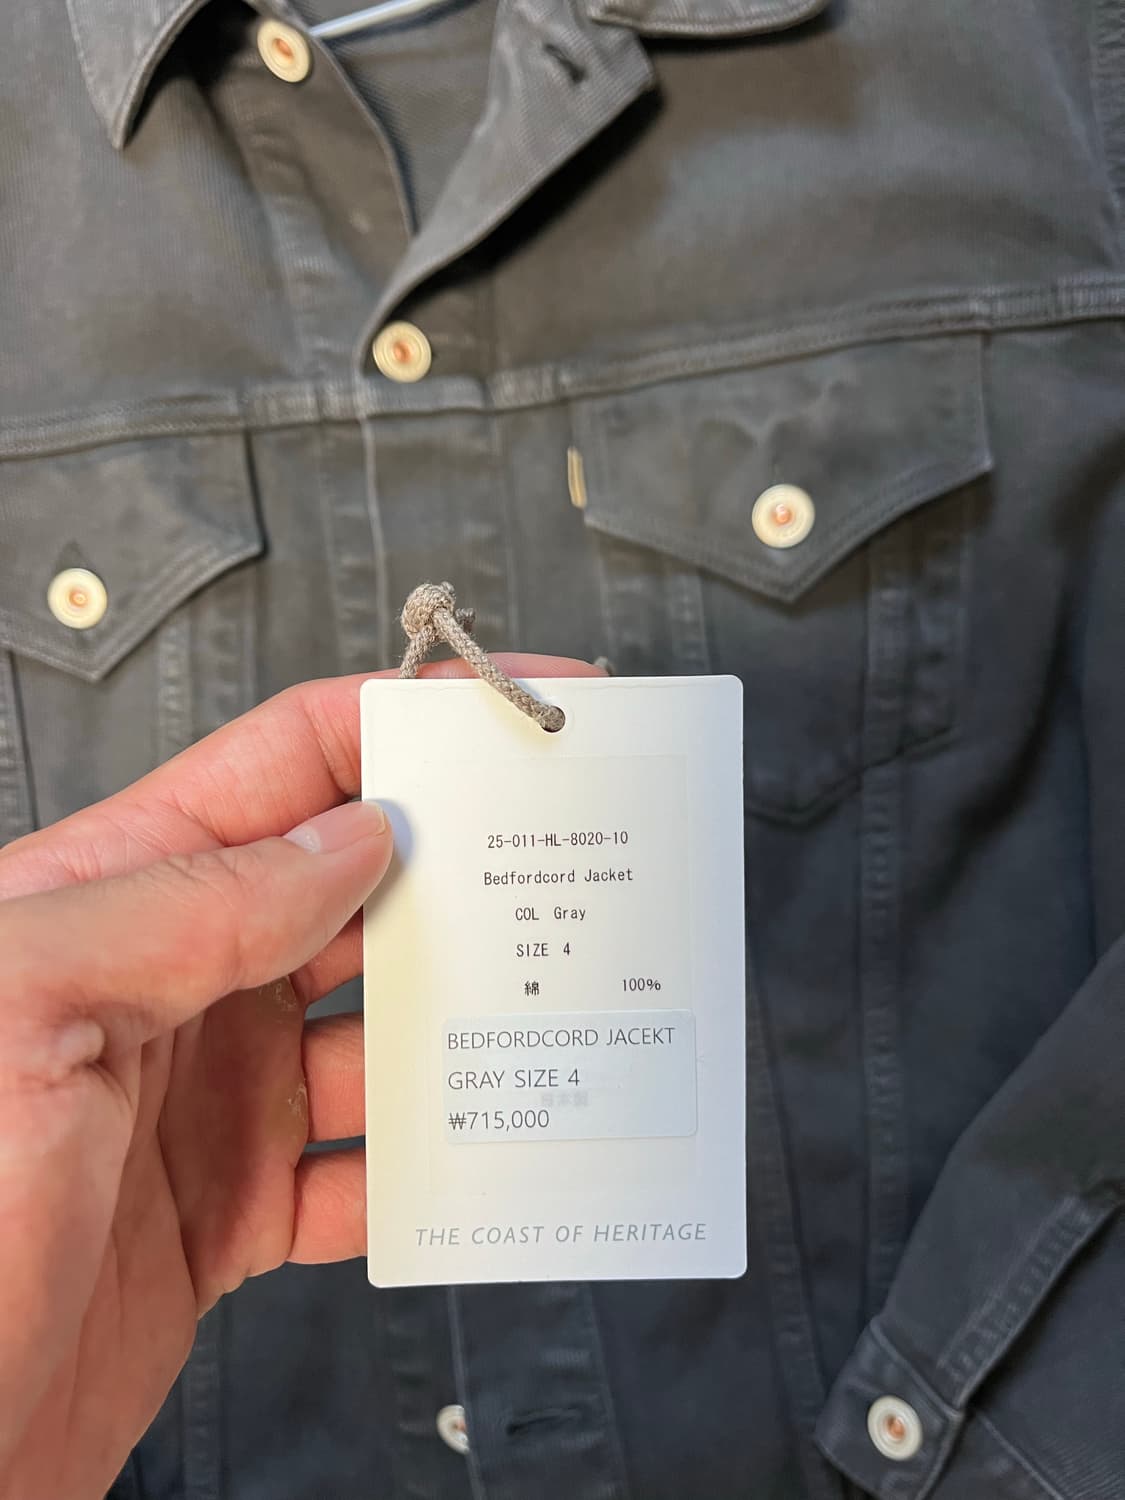 25-011-HL-8020-10
Bedfordcord Jacket
COL Gray
SIZE 4
綿 100%
BEDFORDCORD JACEKT
GRAY SIZE 4
₩715,000
THE COAST OF HERITAGE